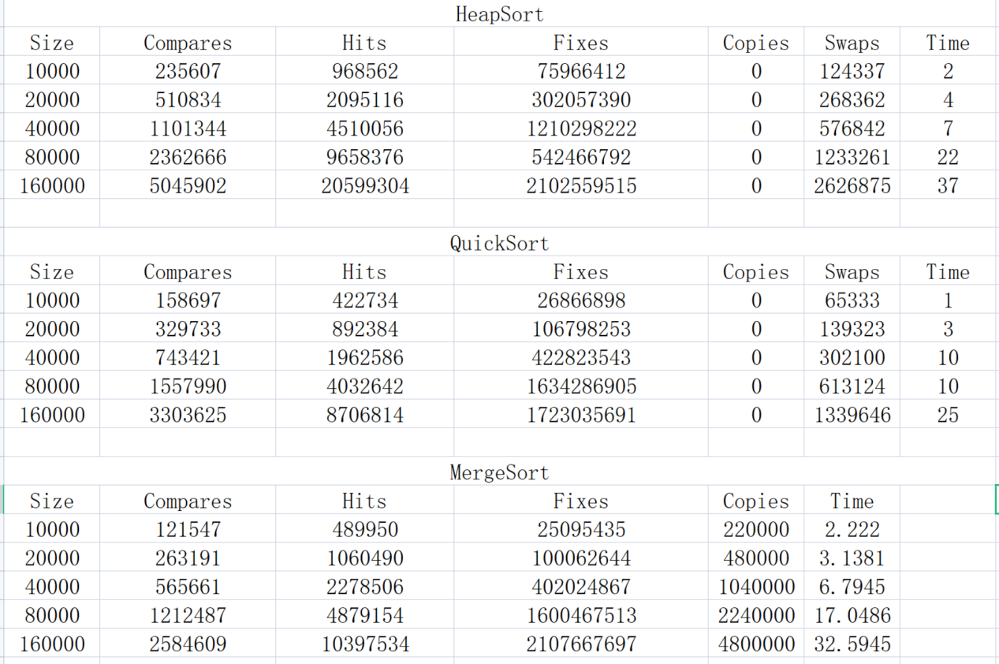 HeapSort
Size Compares Hits Fixes Copies Swaps Time
10000 235607 968562 75966412 0 124337 2
20000 510834 2095116 302057390 0 268362 4
40000 1101344 4510056 1210298222 0 576842 7
80000 2362666 9658376 542466792 0 1233261 22
160000 5045902 20599304 2102559515 0 2626875 37
QuickSort
Size Compares Hits Fixes Copies Swaps Time
10000 158697 422734 26866898 0 65333 1
20000 329733 892384 106798253 0 139323 3
40000 743421 1962586 422823543 0 302100 10
80000 1557990 4032642 1634286905 0 613124 10
160000 3303625 8706814 1723035691 0 1339646 25
MergeSort
Size Compares Hits Fixes Copies Time
10000 121547 489950 25095435 220000 2.222
20000 263191 1060490 100062644 480000 3.1381
40000 565661 2278506 402024867 1040000 6.7945
80000 1212487 4879154 1600467513 2240000 17.0486
160000 2584609 10397534 2107667697 4800000 32.5945